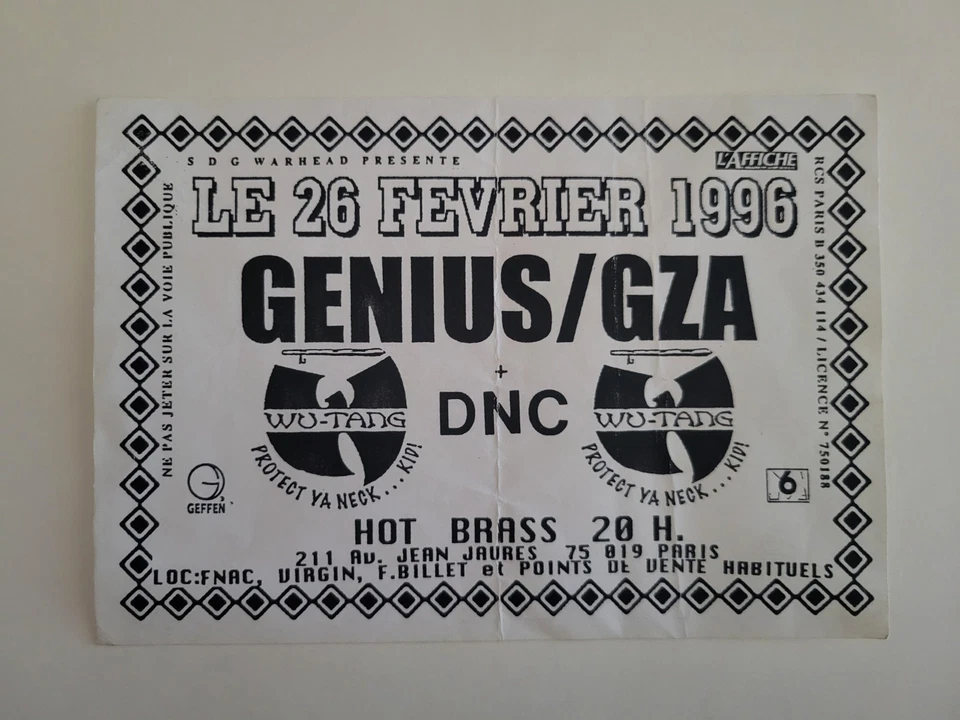 S D G WARHEAD PRESENTE
L'AFFICHE
LE 26 FEVRIER 1996
GENIUS/GZA
+
DNC
WU-TANG
PROTECT YA NECK...KID!
WU-TANG
PROTECT YA NECK...KID!
GEFFEN
6
HOT BRASS 20 H.
211 Av. JEAN JAURES 75 019 PARIS
LOC:FNAC, VIRGIN, F.BILLET et POINTS DE VENTE HABITUELS
NE PAS JETER SUR LA VOIE PUBLIQUE
RCS PARIS B 350 434 114 / LICENCE N° 750188